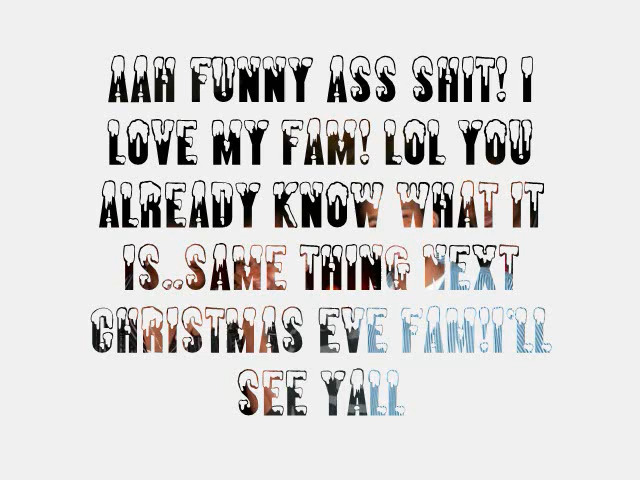 AAH FUNNY ASS SHIT! I
LOVE MY FAM! LOL YOU
ALREADY KNOW WHAT IT
IS..SAME THING NEXT
CHRISTMAS EVE FAM!I'LL
SEE YALL